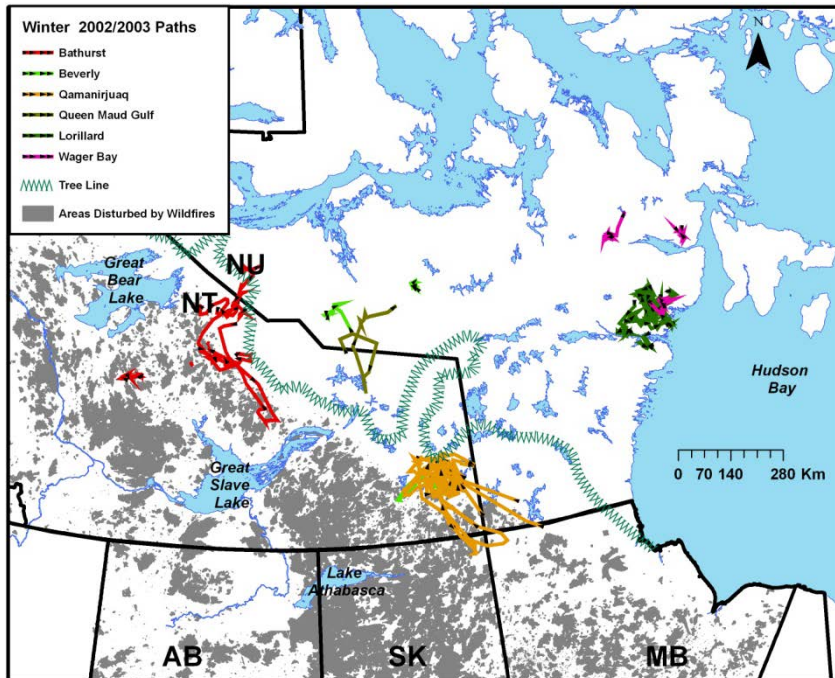 Winter 2002/2003 Paths
Bathurst
Beverly
Qamanirjuaq
Queen Maud Gulf
Lorillard
Wager Bay
Tree Line
Areas Disturbed by Wildfires
N
Great
Bear
Lake
NU
NT
Hudson
Bay
0 70 140 280 Km
Great
Slave
Lake
Lake
Athabasca
AB
SK
MB